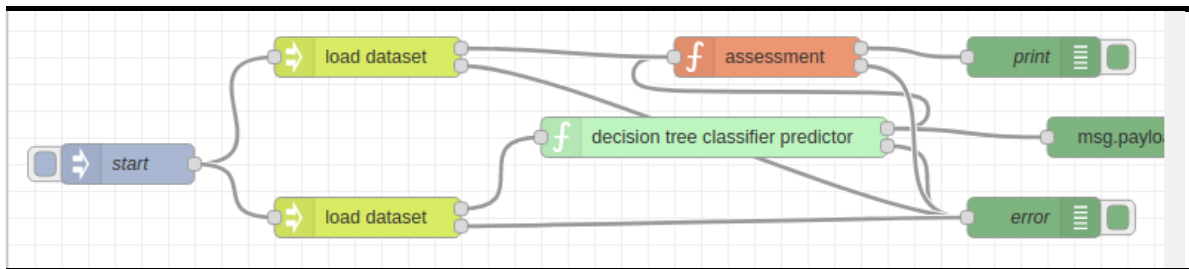 load dataset
assessment
print
decision tree classifier predictor
msg.paylo
start
load dataset
error